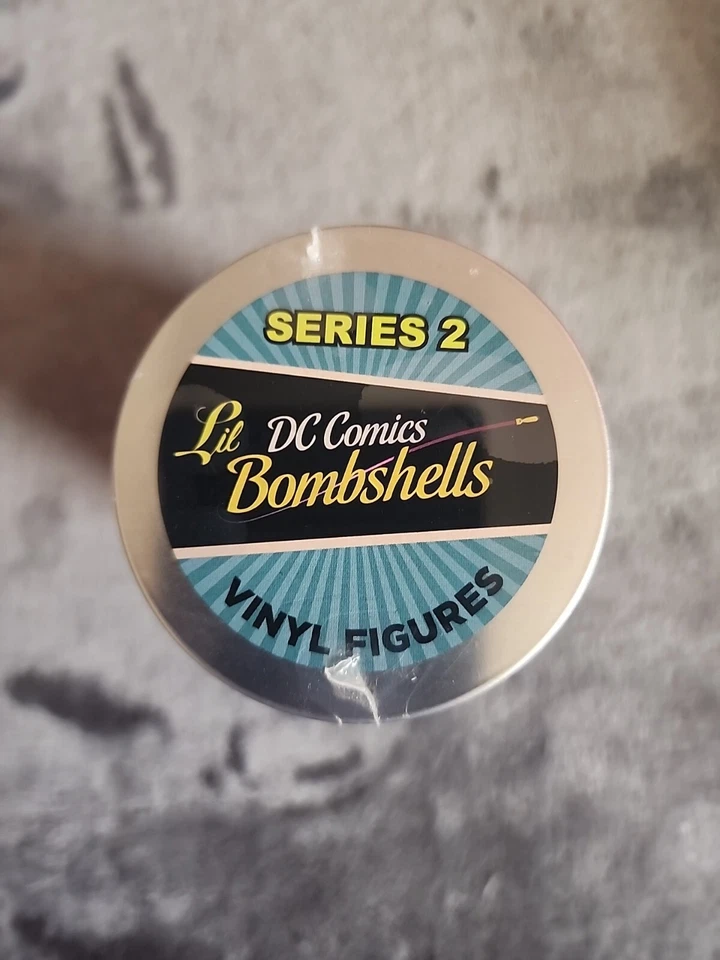 SERIES 2
Lil DC Comics
Bombshells
VINYL FIGURES